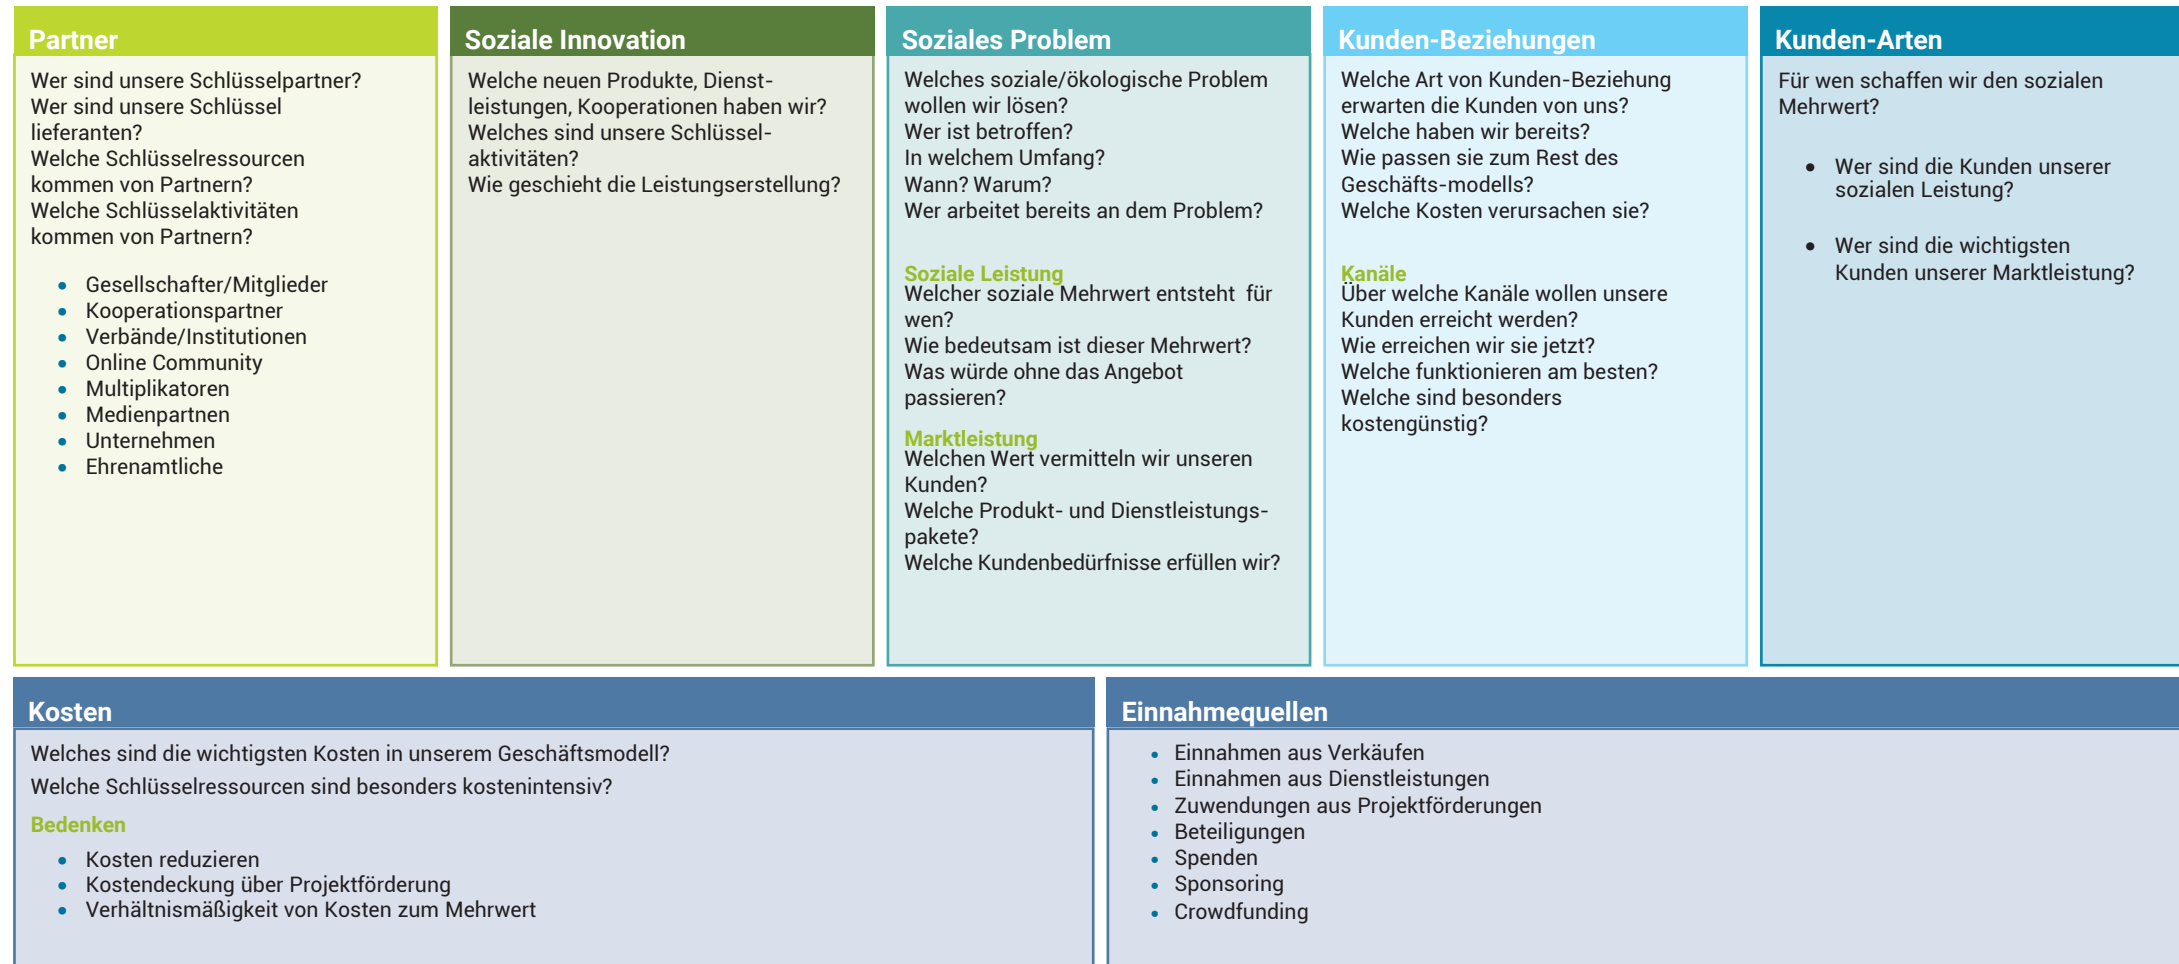 Partner
Wer sind unsere Schlüsselpartner?
Wer sind unsere Schlüssel
lieferanten?
Welche Schlüsselressourcen
kommen von Partnern?
Welche Schlüsselaktivitäten
kommen von Partnern?
• Gesellschafter/Mitglieder
• Kooperationspartner
• Verbände/Institutionen
• Online Community
• Multiplikatoren
• Medienpartnen
• Unternehmen
• Ehrenamtliche
Soziale Innovation
Welche neuen Produkte, Dienst-
leistungen, Kooperationen haben wir?
Welches sind unsere Schlüssel-
aktivitäten?
Wie geschieht die Leistungserstellung?
Soziales Problem
Welches soziale/ökologische Problem
wollen wir lösen?
Wer ist betroffen?
In welchem Umfang?
Wann? Warum?
Wer arbeitet bereits an dem Problem?
Soziale Leistung
Welcher soziale Mehrwert entsteht für
wen?
Wie bedeutsam ist dieser Mehrwert?
Was würde ohne das Angebot
passieren?
Marktleistung
Welchen Wert vermitteln wir unseren
Kunden?
Welche Produkt- und Dienstleistungs-
pakete?
Welche Kundenbedürfnisse erfüllen wir?
Kunden-Beziehungen
Welche Art von Kunden-Beziehung
erwarten die Kunden von uns?
Welche haben wir bereits?
Wie passen sie zum Rest des
Geschäfts-modells?
Welche Kosten verursachen sie?
Kanäle
Über welche Kanäle wollen unsere
Kunden erreicht werden?
Wie erreichen wir sie jetzt?
Welche funktionieren am besten?
Welche sind besonders
kostengünstig?
Kunden-Arten
Für wen schaffen wir den sozialen
Mehrwert?
• Wer sind die Kunden unserer
sozialen Leistung?
• Wer sind die wichtigsten
Kunden unserer Marktleistung?
Kosten
Welches sind die wichtigsten Kosten in unserem Geschäftsmodell?
Welche Schlüsselressourcen sind besonders kostenintensiv?
Bedenken
• Kosten reduzieren
• Kostendeckung über Projektförderung
• Verhältnismäßigkeit von Kosten zum Mehrwert
Einnahmequellen
• Einnahmen aus Verkäufen
• Einnahmen aus Dienstleistungen
• Zuwendungen aus Projektförderungen
• Beteiligungen
• Spenden
• Sponsoring
• Crowdfunding